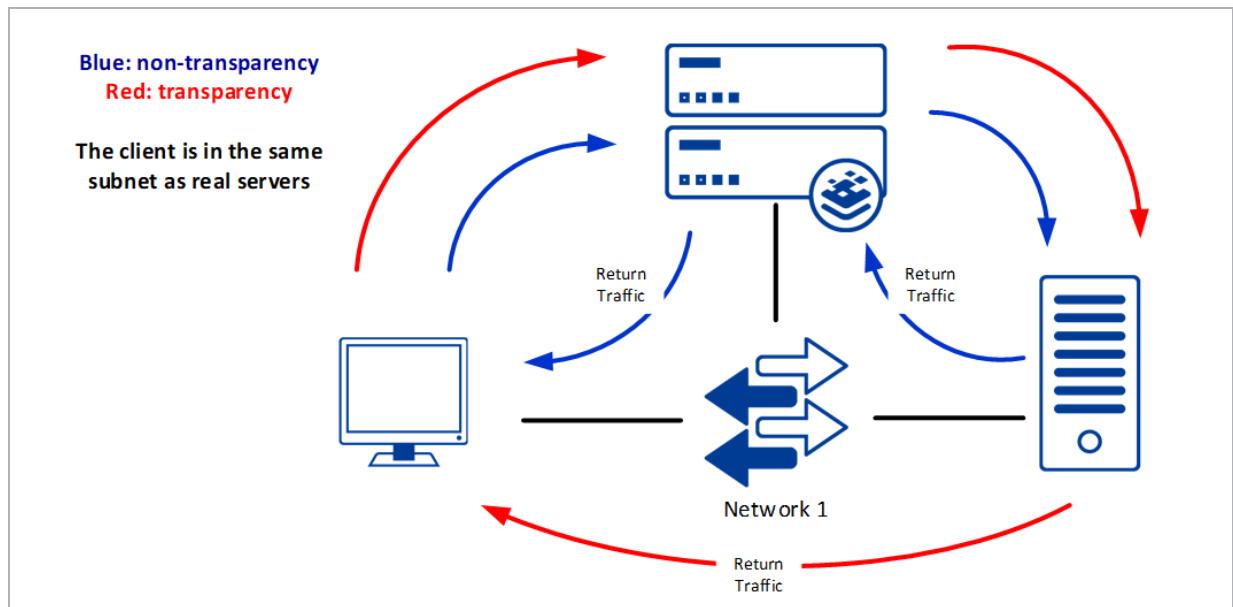 Blue: non-transparency
Red: transparency
The client is in the same
subnet as real servers
Return
Traffic
Return
Traffic
Network 1
Return
Traffic